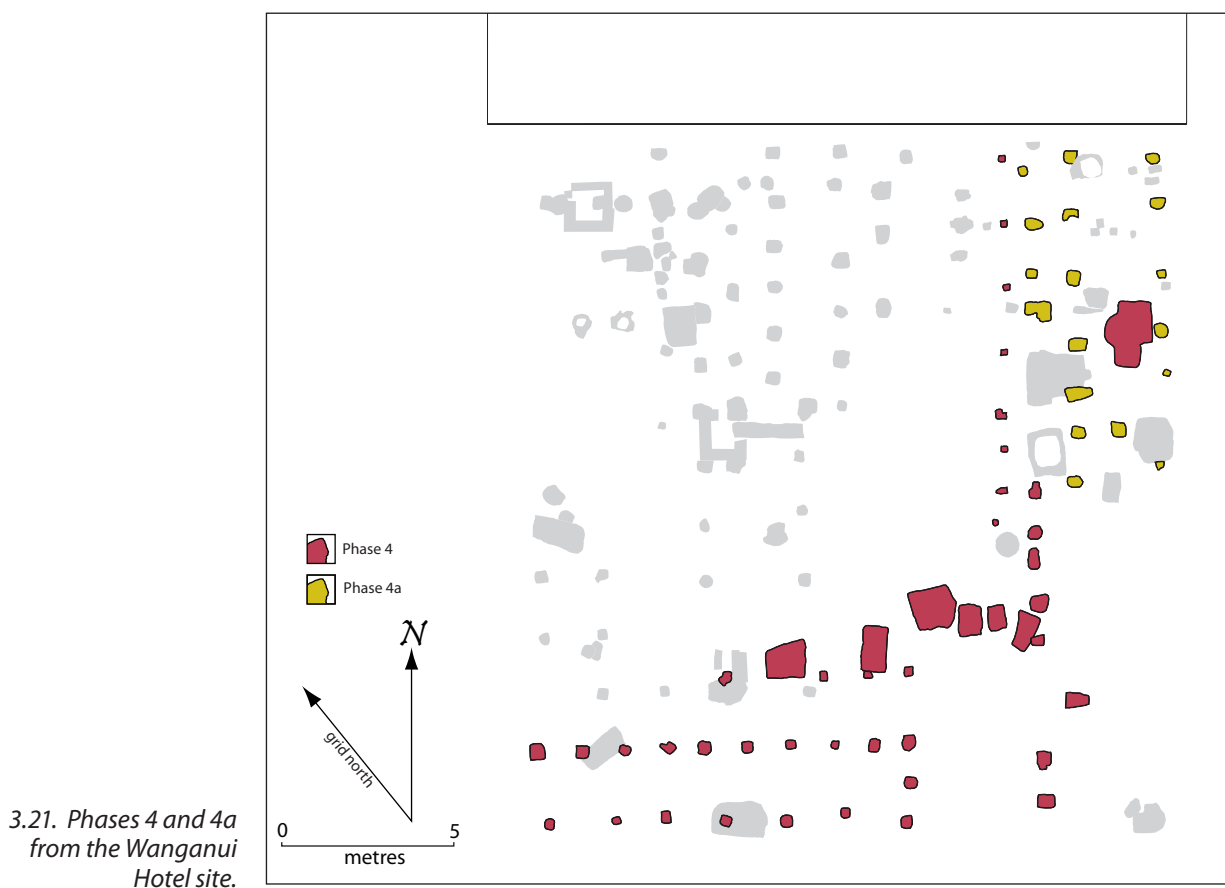 Phase 4
Phase 4a
N
grid north
0 5
metres
3.21. Phases 4 and 4a
from the Wanganui
Hotel site.